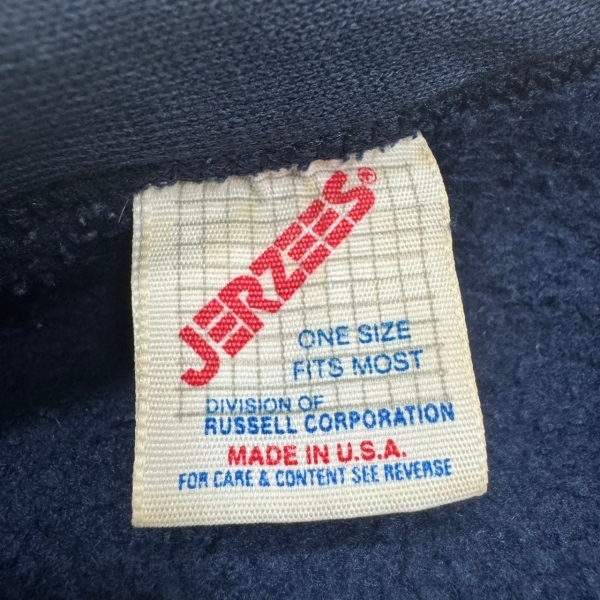 JERZEES®
ONE SIZE
FITS MOST
DIVISION OF
RUSSELL CORPORATION
MADE IN U.S.A.
FOR CARE & CONTENT SEE REVERSE